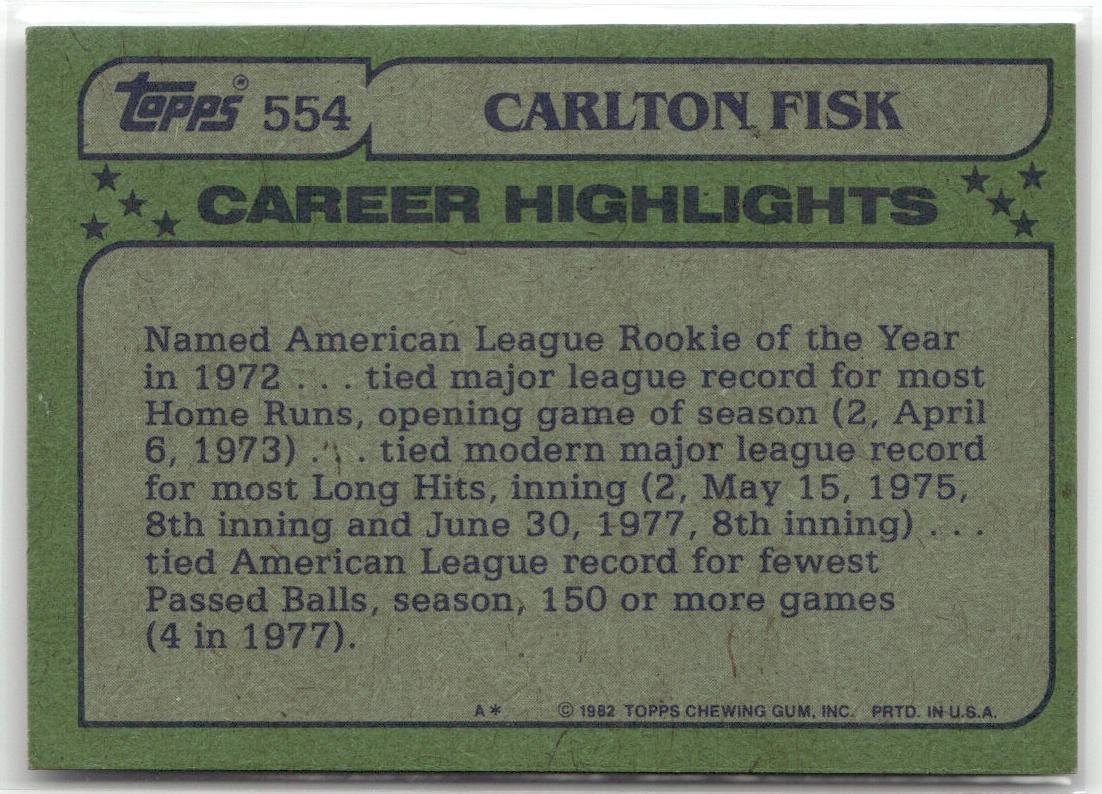 Topps® 554 CARLTON FISK
CAREER HIGHLIGHTS
Named American League Rookie of the Year
in 1972 . . . tied major league record for most
Home Runs, opening game of season (2, April
6, 1973) . . . tied modern major league record
for most Long Hits, inning (2, May 15, 1975,
8th inning and June 30, 1977, 8th inning) . . .
tied American League record for fewest
Passed Balls, season, 150 or more games
(4 in 1977).
A* © 1982 TOPPS CHEWING GUM, INC. PRTD. IN U.S.A.